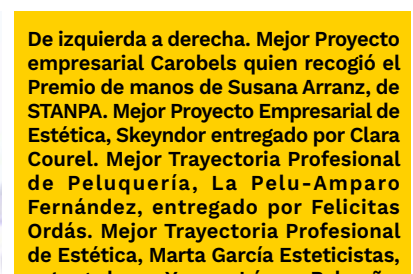 De izquierda a derecha. Mejor Proyecto
empresarial Carobels quien recogió el
Premio de manos de Susana Arranz, de
STANPA. Mejor Proyecto Empresarial de
Estética, Skeyndor entregado por Clara
Courel. Mejor Trayectoria Profesional
de Peluquería, La Pelu-Amparo
Fernández, entregado por Felicitas
Ordás. Mejor Trayectoria Profesional
de Estética, Marta García Esteticistas,